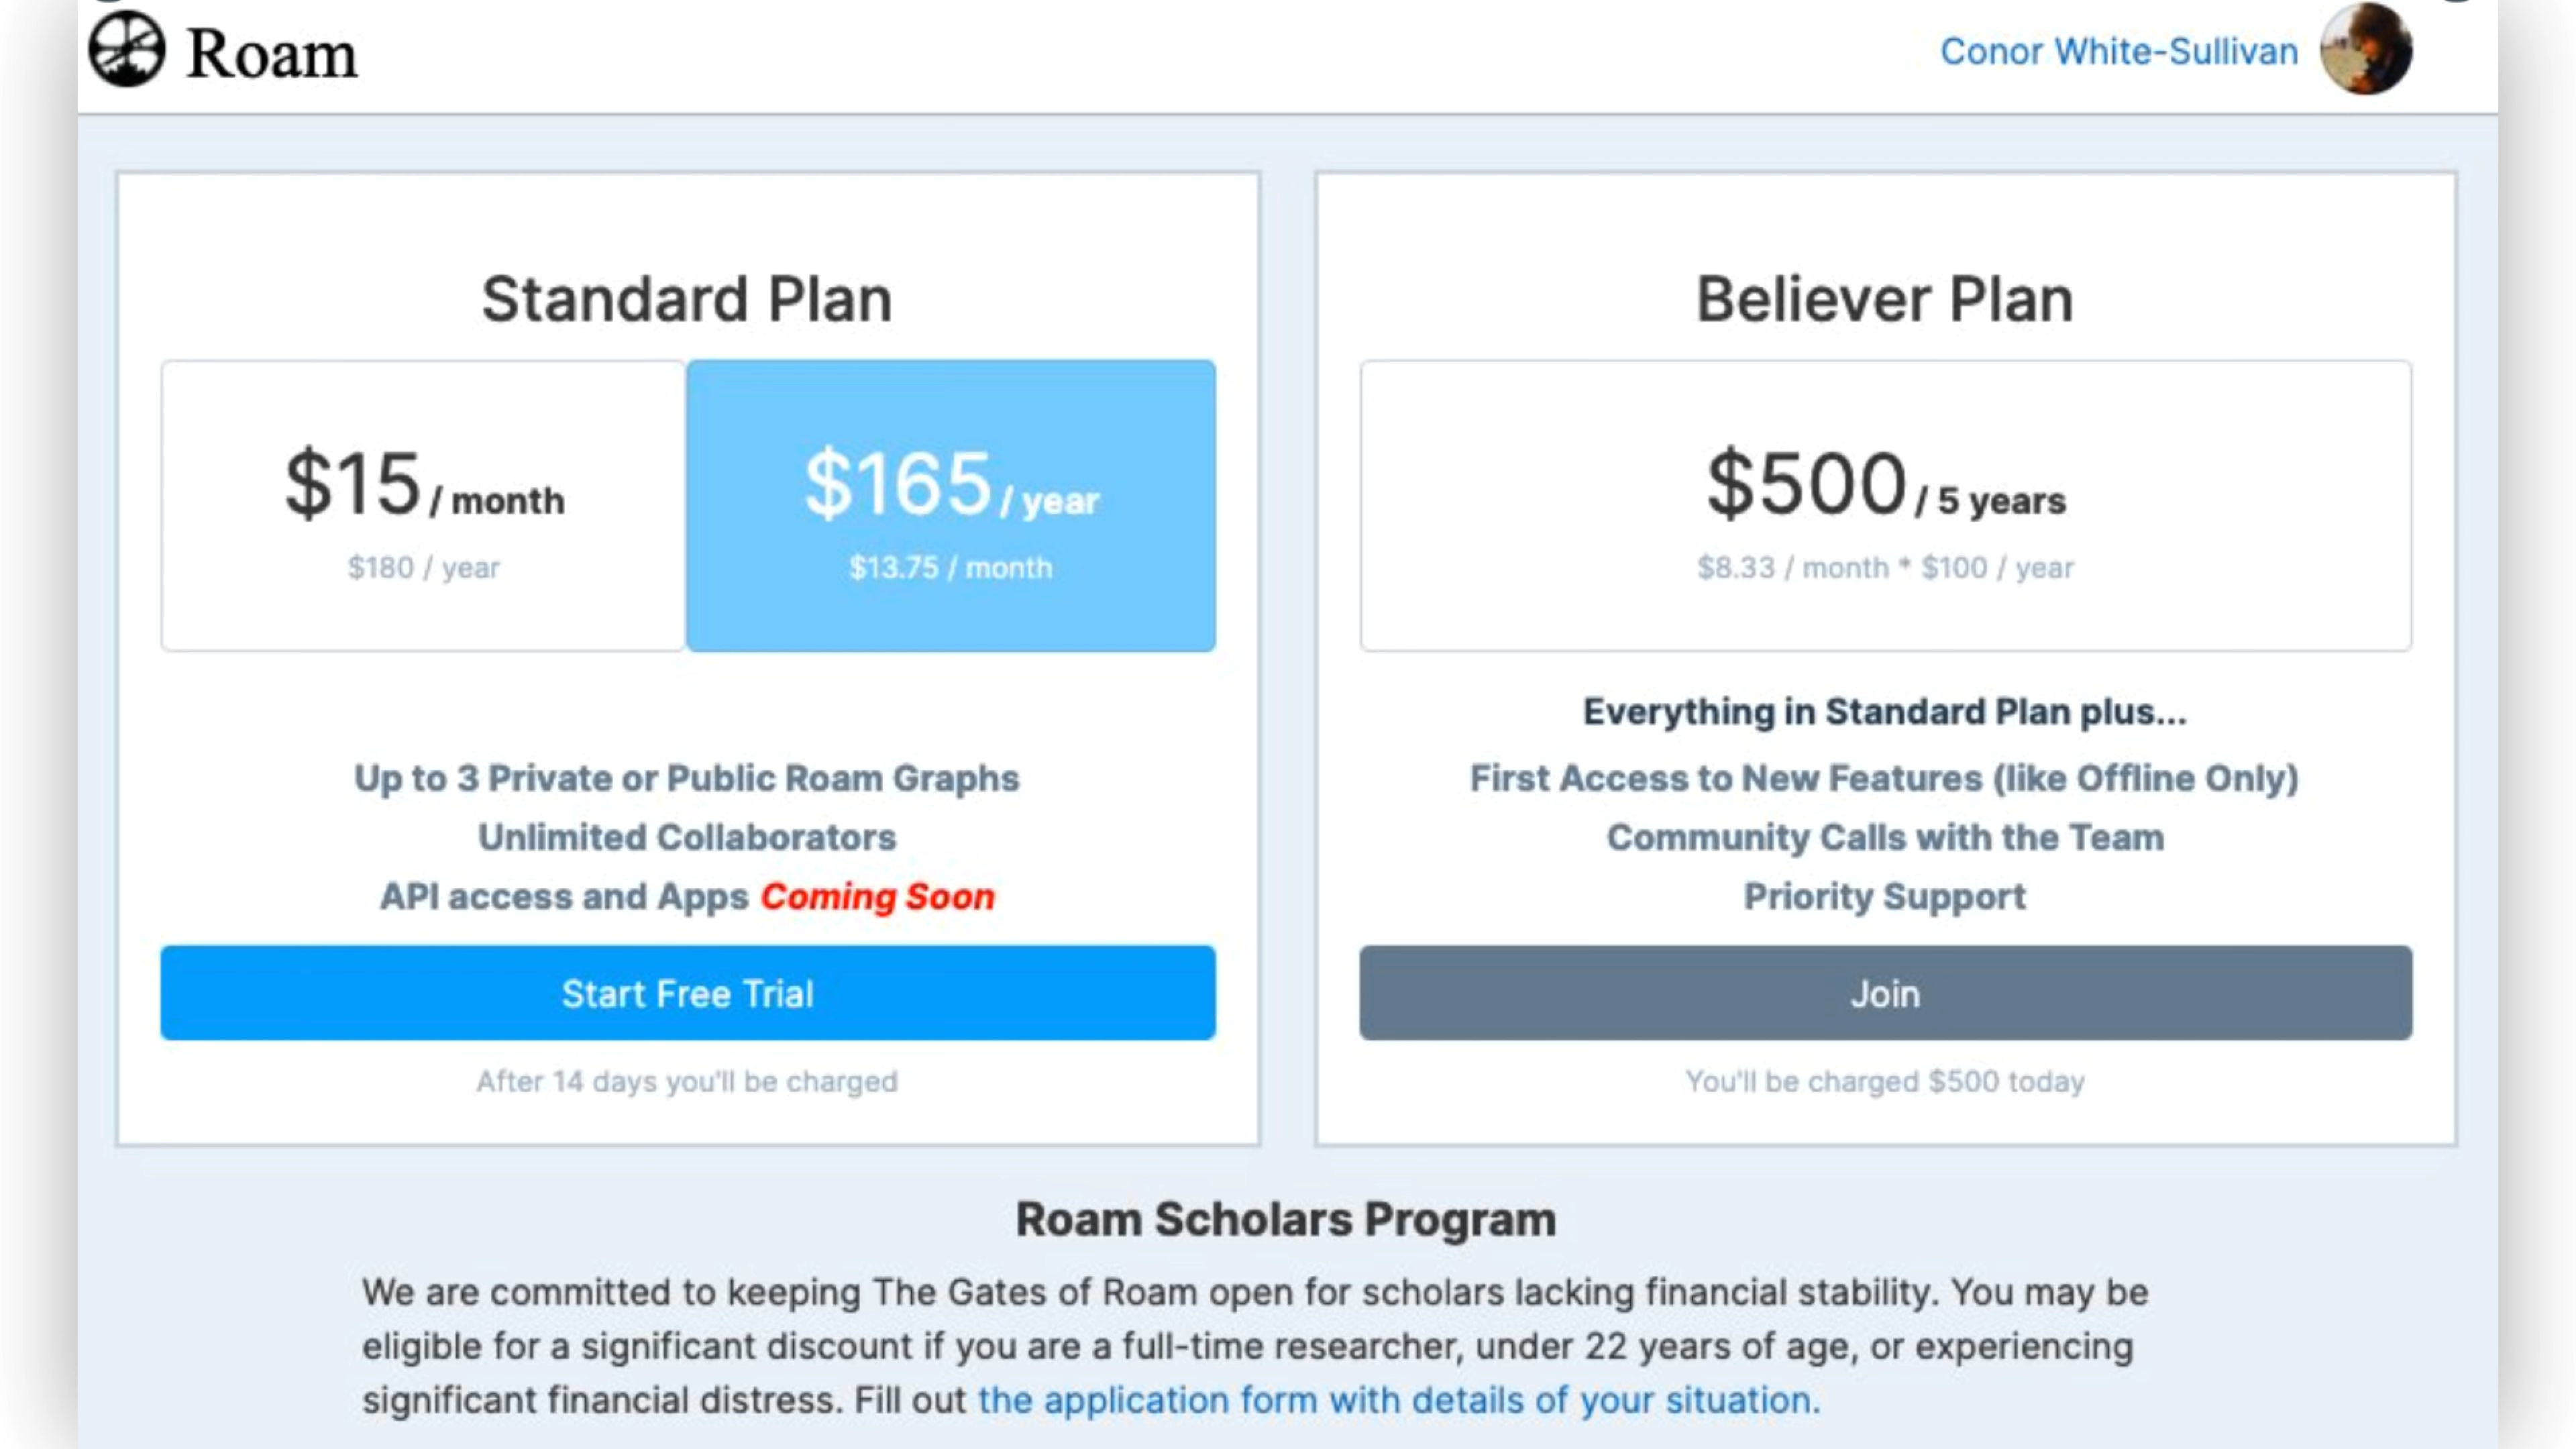 Roam
Conor White-Sullivan
Standard Plan
$15 / month
$180 / year
$165 / year
$13.75 / month
Up to 3 Private or Public Roam Graphs
Unlimited Collaborators
API access and Apps Coming Soon
Start Free Trial
After 14 days you'll be charged
Believer Plan
$500 / 5 years
$8.33 / month * $100 / year
Everything in Standard Plan plus...
First Access to New Features (like Offline Only)
Community Calls with the Team
Priority Support
Join
You'll be charged $500 today
Roam Scholars Program
We are committed to keeping The Gates of Roam open for scholars lacking financial stability. You may be
eligible for a significant discount if you are a full-time researcher, under 22 years of age, or experiencing
significant financial distress. Fill out the application form with details of your situation.